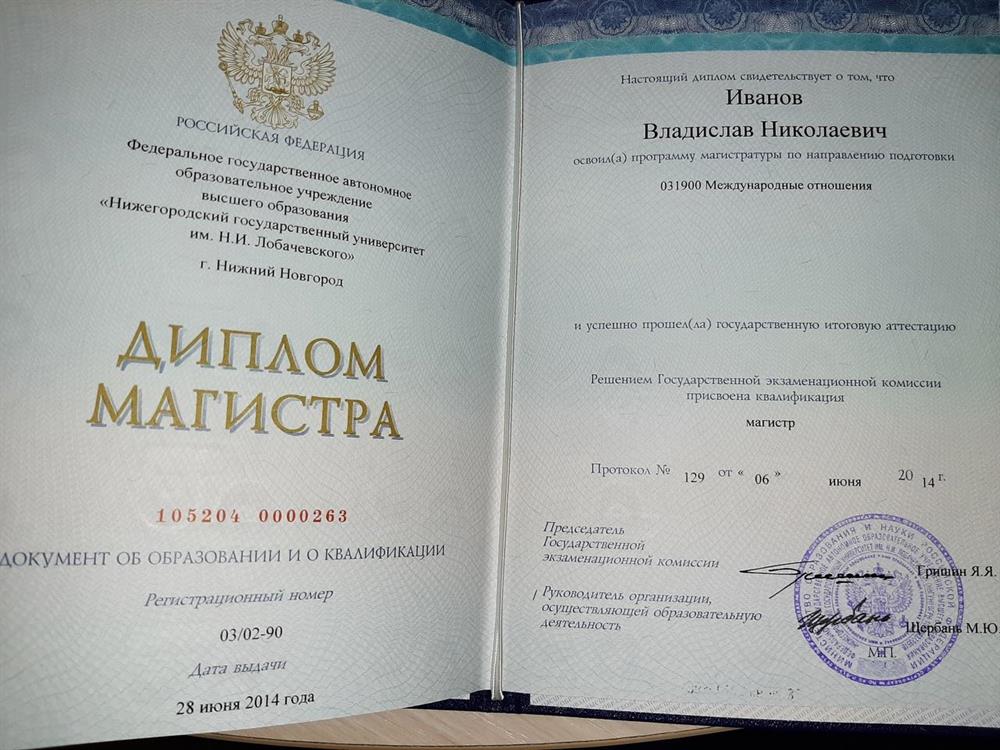 РОССИЙСКАЯ ФЕДЕРАЦИЯ
Федеральное государственное автономное
образовательное учреждение
высшего образования
«Нижегородский государственный университет
им. Н.И. Лобачевского»
г. Нижний Новгород
ДИПЛОМ
МАГИСТРА
105204 0000263
ДОКУМЕНТ ОБ ОБРАЗОВАНИИ И О КВАЛИФИКАЦИИ
Регистрационный номер
03/02-90
Дата выдачи
28 июня 2014 года
Настоящий диплом свидетельствует о том, что
Иванов
Владислав Николаевич
освоил(а) программу магистратуры по направлению подготовки
031900 Международные отношения
и успешно прошел(ла) государственную итоговую аттестацию
Решением Государственной экзаменационной комиссии
присвоена квалификация
магистр
Протокол № 129 от « 06 » июня 20 14 г.
Председатель
Государственной
экзаменационной комиссии
Гришин Я.Я.
Руководитель организации,
осуществляющей образовательную
деятельность
Щербань М.Ю.
М.П.